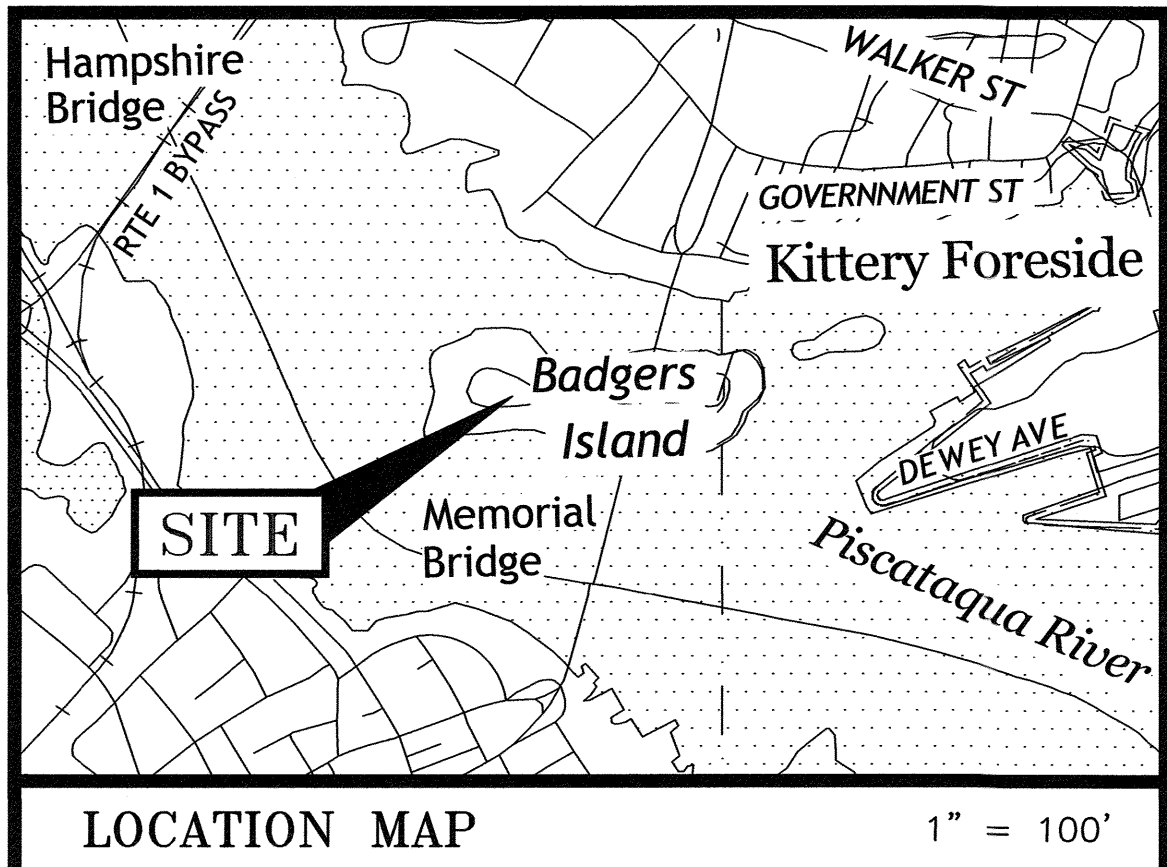 Hampshire
Bridge
RTE 1 BYPASS
WALKER ST
GOVERNNMENT ST
Kittery Foreside
Badgers
Island
DEWEY AVE
SITE
Memorial
Bridge
Piscataqua River
LOCATION MAP
1" = 100'